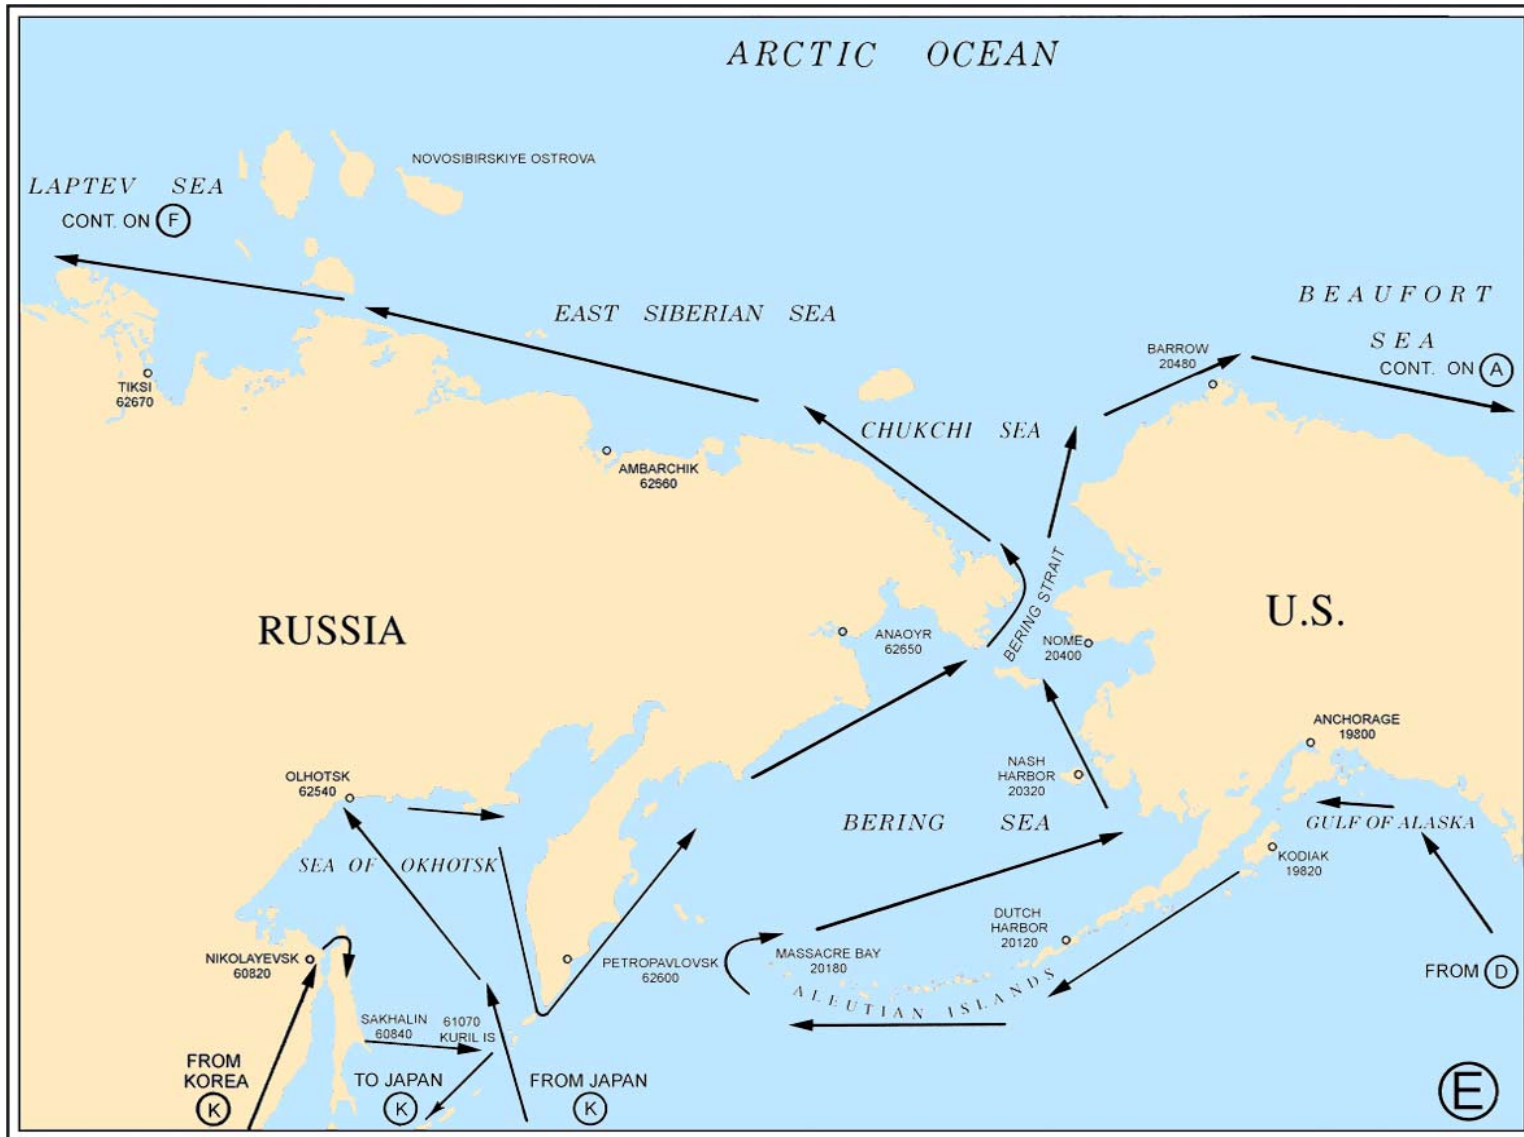 ARCTIC OCEAN
NOVOSIBIRSKIYE OSTROVA
LAPTEV SEA
CONT. ON F
EAST SIBERIAN SEA
BEAUFORT
SEA
CONT. ON A
BARROW
20480
TIKSI
62670
CHUKCHI SEA
AMBARCHIK
62660
BERING STRAIT
RUSSIA
U.S.
ANAOYR
62650
NOME
20400
ANCHORAGE
19800
OLHOTSK
62540
NASH
HARBOR
20320
BERING SEA
GULF OF ALASKA
SEA OF OKHOTSK
KODIAK
19820
DUTCH
HARBOR
20120
NIKOLAYEVSK
60820
PETROPAVLOVSK
62600
MASSACRE BAY
20180
FROM D
ALEUTIAN ISLANDS
SAKHALIN
60840
61070
KURIL IS
FROM
KOREA
K
TO JAPAN
K
FROM JAPAN
K
E